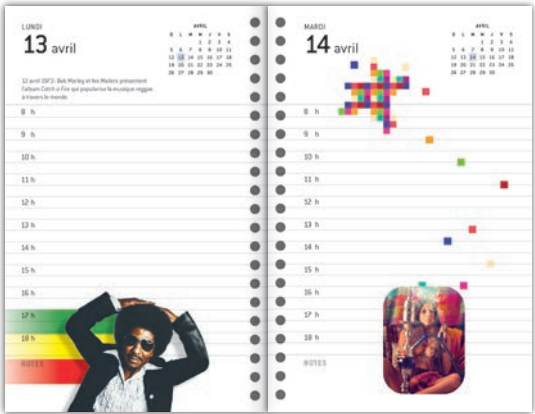 LUNDI
13 avril
AVRIL
D L M M J V S
1 2 3 4
5 6 7 8 9 10 11
12 13 14 15 16 17 18
19 20 21 22 23 24 25
26 27 28 29 30
13 avril 1973: Bob Marley et les Wailers présentent
l'album Catch a Fire qui popularise la musique reggae
à travers le monde.
8 h
9 h
10 h
11 h
12 h
13 h
14 h
15 h
16 h
17 h
18 h
NOTES
MARDI
14 avril
AVRIL
D L M M J V S
1 2 3 4
5 6 7 8 9 10 11
12 13 14 15 16 17 18
19 20 21 22 23 24 25
26 27 28 29 30
8 h
9 h
10 h
11 h
12 h
13 h
14 h
15 h
16 h
17 h
18 h
NOTES